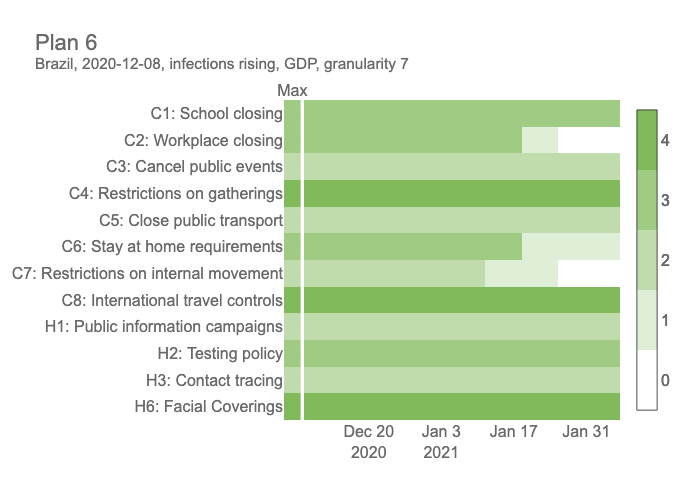 Plan 6
Brazil, 2020-12-08, infections rising, GDP, granularity 7
Max
C1: School closing
C2: Workplace closing
C3: Cancel public events
C4: Restrictions on gatherings
C5: Close public transport
C6: Stay at home requirements
C7: Restrictions on internal movement
C8: International travel controls
H1: Public information campaigns
H2: Testing policy
H3: Contact tracing
H6: Facial Coverings
Dec 20 Jan 3 Jan 17 Jan 31
2020 2021
4
3
2
1
0